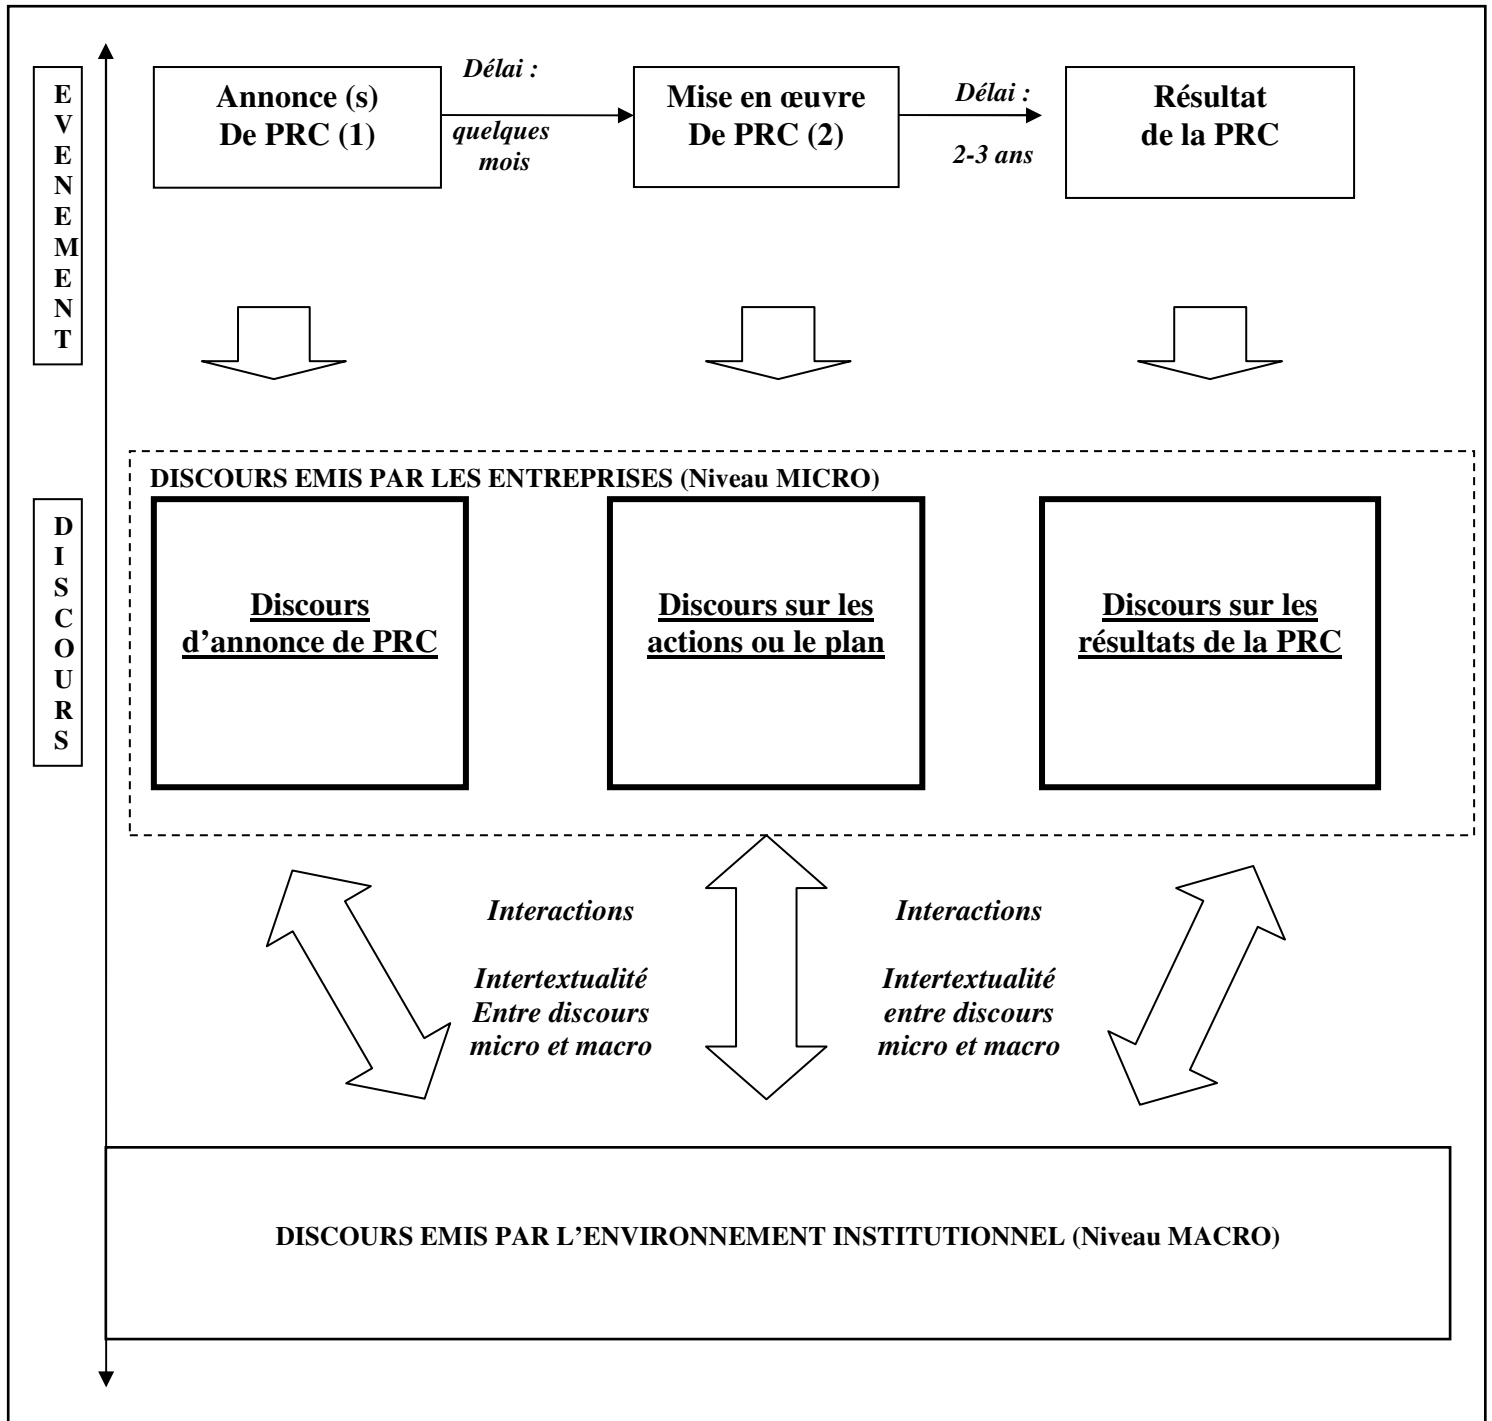 EVENEMENT
Annonce (s)
De PRC (1)
Délai :
quelques
mois
Mise en œuvre
De PRC (2)
Délai :
2-3 ans
Résultat
de la PRC
DISCOURS
DISCOURS EMIS PAR LES ENTREPRISES (Niveau MICRO)
Discours
d’annonce de PRC
Discours sur les
actions ou le plan
Discours sur les
résultats de la PRC
Interactions
Intertextualité
Entre discours
micro et macro
Interactions
Intertextualité
entre discours
micro et macro
DISCOURS EMIS PAR L’ENVIRONNEMENT INSTITUTIONNEL (Niveau MACRO)